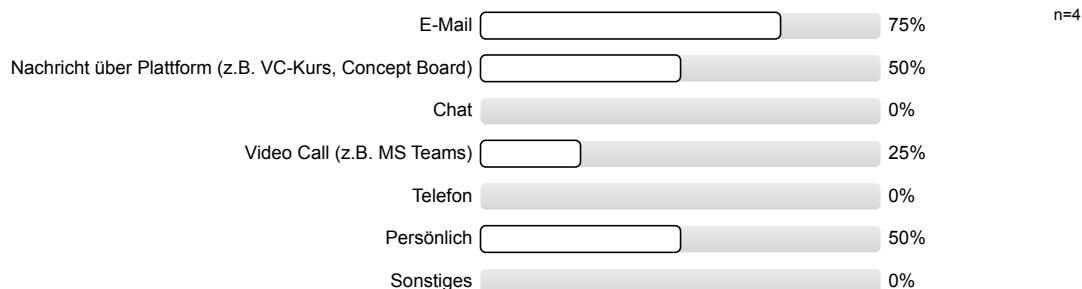 E-Mail 75% n=4
Nachricht über Plattform (z.B. VC-Kurs, Concept Board) 50%
Chat 0%
Video Call (z.B. MS Teams) 25%
Telefon 0%
Persönlich 50%
Sonstiges 0%